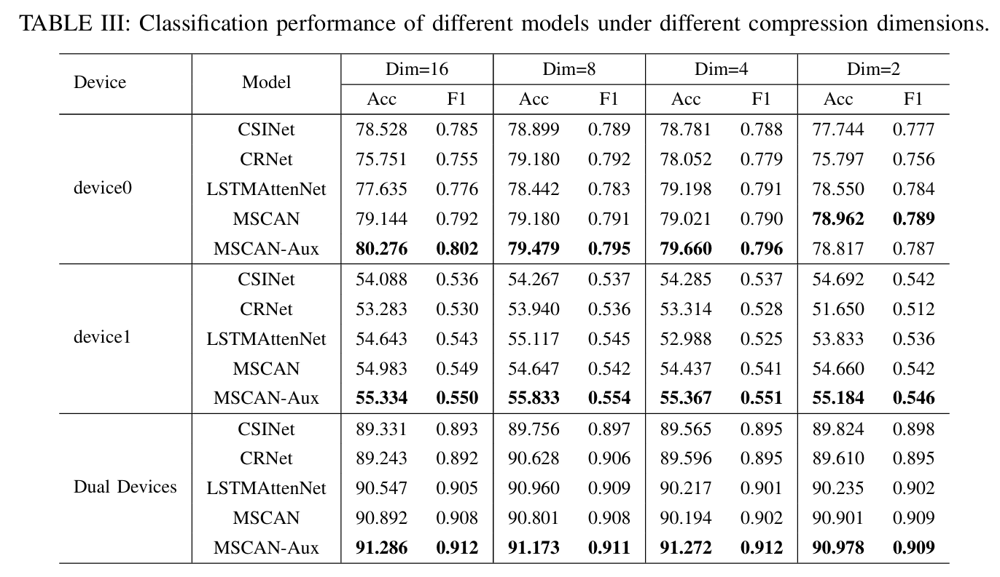 TABLE III: Classification performance of different models under different compression dimensions.
Device Model Dim=16 Dim=8 Dim=4 Dim=2
Acc F1 Acc F1 Acc F1 Acc F1
device0
CSINet 78.528 0.785 78.899 0.789 78.781 0.788 77.744 0.777
CRNet 75.751 0.755 79.180 0.792 78.052 0.779 75.797 0.756
LSTMAttenNet 77.635 0.776 78.442 0.783 79.198 0.791 78.550 0.784
MSCAN 79.144 0.792 79.180 0.791 79.021 0.790 78.962 0.789
MSCAN-Aux 80.276 0.802 79.479 0.795 79.660 0.796 78.817 0.787
device1
CSINet 54.088 0.536 54.267 0.537 54.285 0.537 54.692 0.542
CRNet 53.283 0.530 53.940 0.536 53.314 0.528 51.650 0.512
LSTMAttenNet 54.643 0.543 55.117 0.545 52.988 0.525 53.833 0.536
MSCAN 54.983 0.549 54.647 0.542 54.437 0.541 54.660 0.542
MSCAN-Aux 55.334 0.550 55.833 0.554 55.367 0.551 55.184 0.546
Dual Devices
CSINet 89.331 0.893 89.756 0.897 89.565 0.895 89.824 0.898
CRNet 89.243 0.892 90.628 0.906 89.596 0.895 89.610 0.895
LSTMAttenNet 90.547 0.905 90.960 0.909 90.217 0.901 90.235 0.902
MSCAN 90.892 0.908 90.801 0.908 90.194 0.902 90.901 0.909
MSCAN-Aux 91.286 0.912 91.173 0.911 91.272 0.912 90.978 0.909